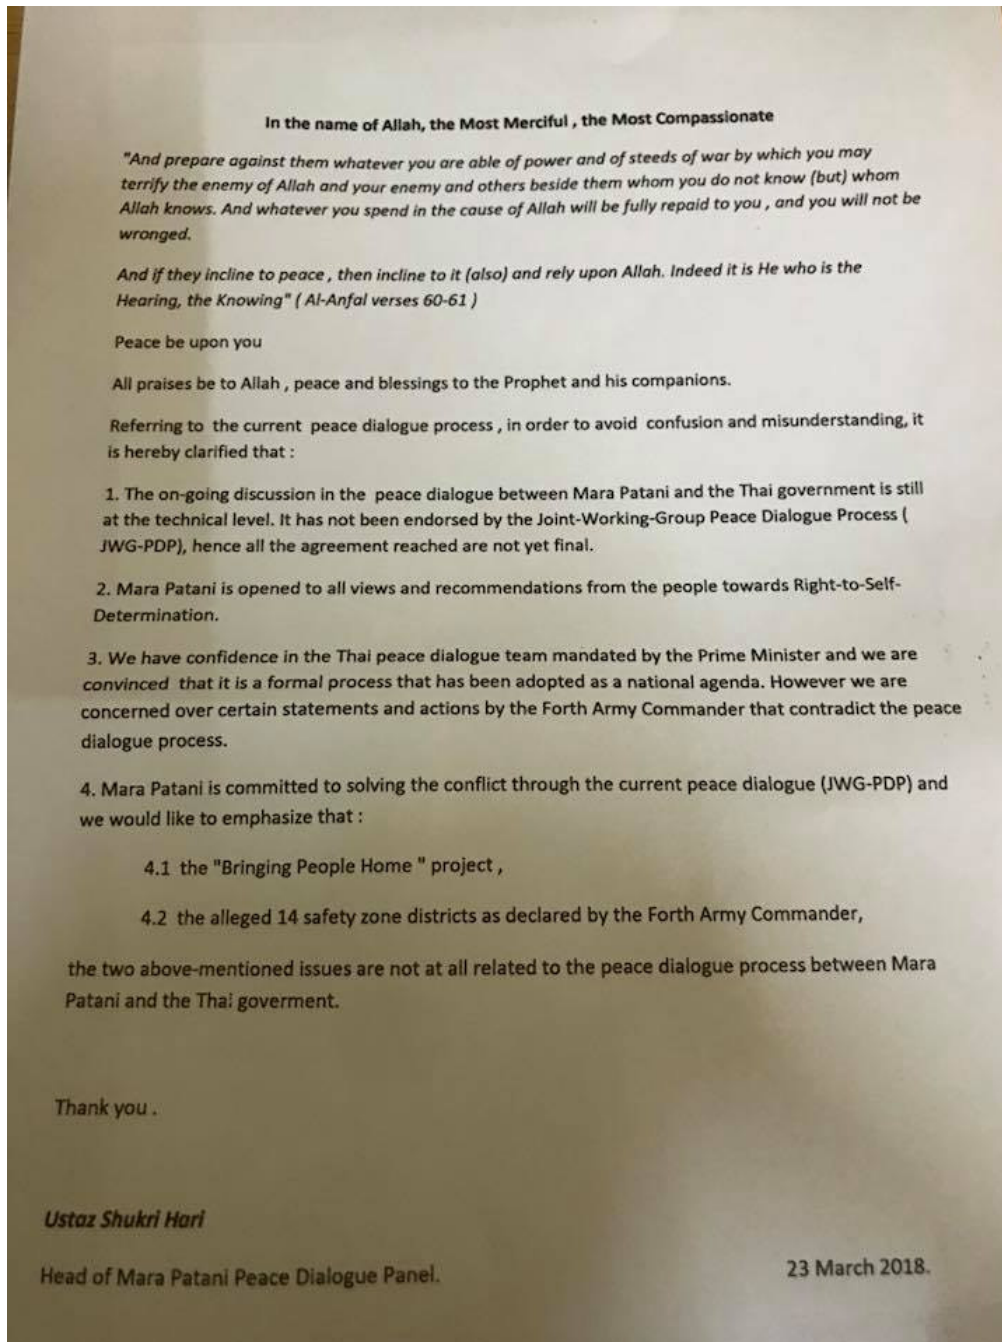 In the name of Allah, the Most Merciful , the Most Compassionate
"And prepare against them whatever you are able of power and of steeds of war by which you may
terrify the enemy of Allah and your enemy and others beside them whom you do not know (but) whom
Allah knows. And whatever you spend in the cause of Allah will be fully repaid to you , and you will not be
wronged.
And if they incline to peace , then incline to it (also) and rely upon Allah. Indeed it is He who is the
Hearing, the Knowing" ( Al-Anfal verses 60-61 )
Peace be upon you
All praises be to Allah , peace and blessings to the Prophet and his companions.
Referring to the current peace dialogue process , in order to avoid confusion and misunderstanding, it
is hereby clarified that :
1. The on-going discussion in the peace dialogue between Mara Patani and the Thai government is still
at the technical level. It has not been endorsed by the Joint-Working-Group Peace Dialogue Process (
JWG-PDP), hence all the agreement reached are not yet final.
2. Mara Patani is opened to all views and recommendations from the people towards Right-to-Self-
Determination.
3. We have confidence in the Thai peace dialogue team mandated by the Prime Minister and we are
convinced that it is a formal process that has been adopted as a national agenda. However we are
concerned over certain statements and actions by the Forth Army Commander that contradict the peace
dialogue process.
4. Mara Patani is committed to solving the conflict through the current peace dialogue (JWG-PDP) and
we would like to emphasize that :
4.1 the "Bringing People Home " project ,
4.2 the alleged 14 safety zone districts as declared by the Forth Army Commander,
the two above-mentioned issues are not at all related to the peace dialogue process between Mara
Patani and the Thai goverment.
Thank you .
Ustaz Shukri Hari
Head of Mara Patani Peace Dialogue Panel.
23 March 2018.